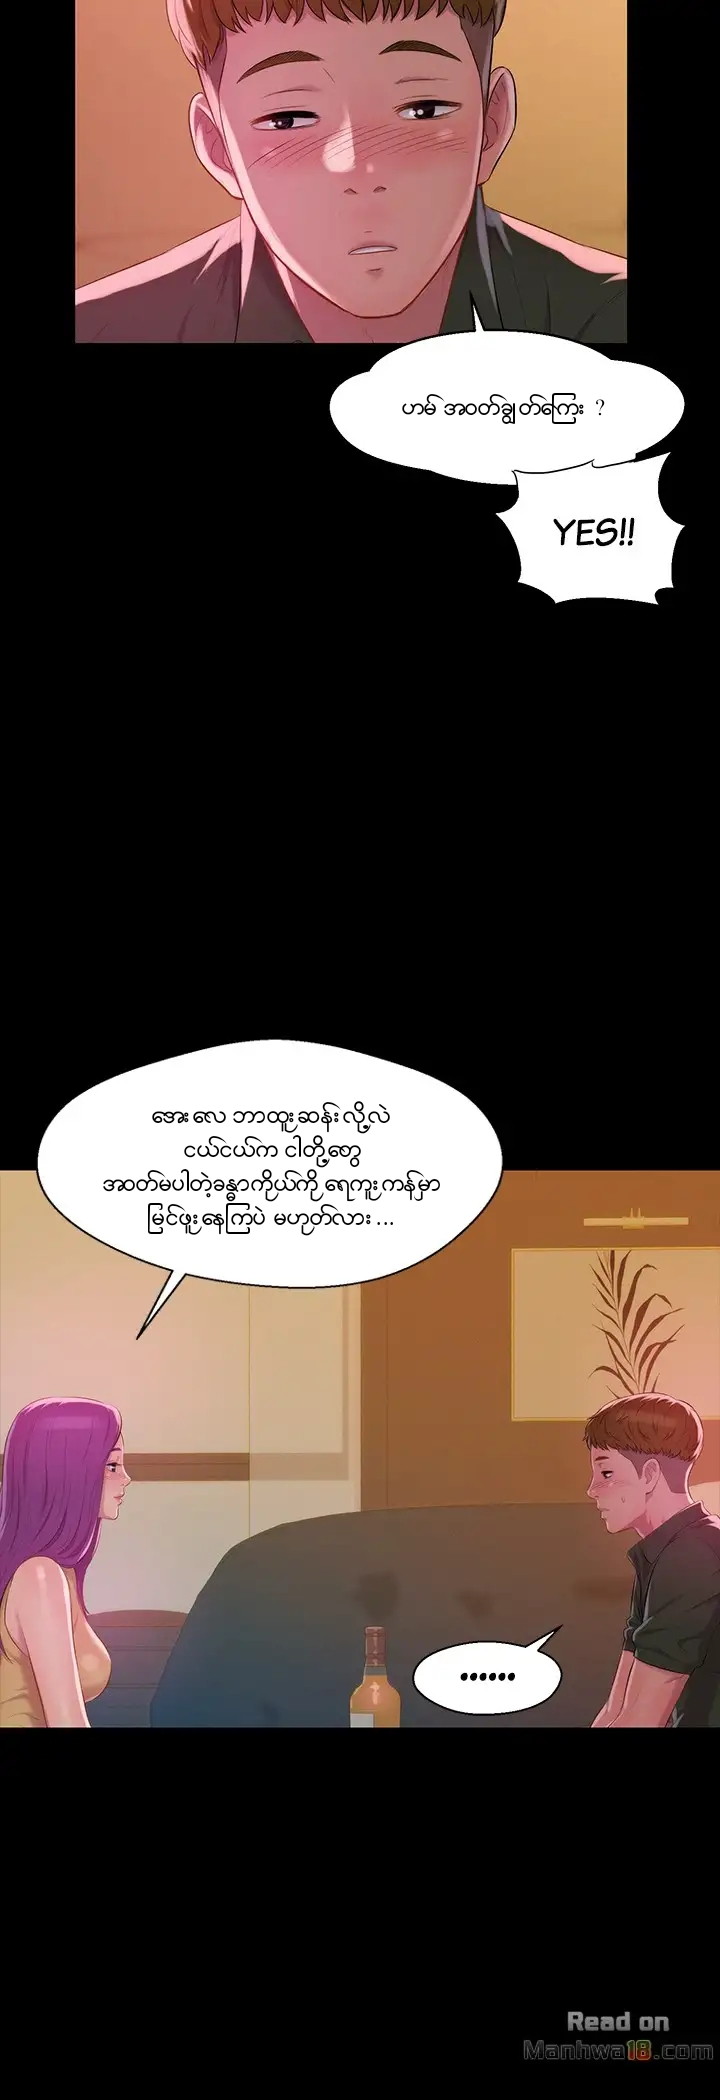 ဟမ် အဝတ်ချွတ်ကြေး ?
YES!!
အေးလေ ဘာထူးဆန်းလို့လဲ
ငယ်ငယ်က ငါတို့တွေ
အဝတ်မပါတဲ့ခန္ဓာကိုယ်ကို ရေကူးကန်မှာ
မြင်ဖူးနေကြပဲ မဟုတ်လား...
......
Read on
Manhwa18.com